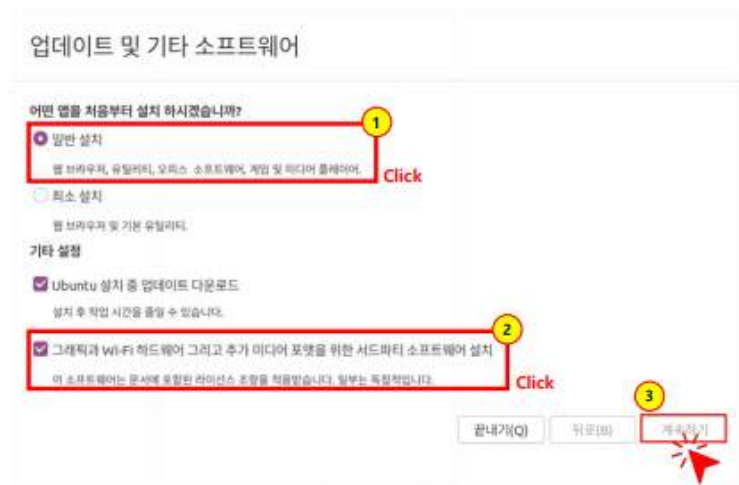 업데이트 및 기타 소프트웨어
어떤 앱을 처음부터 설치 하시겠습니까?
1
일반 설치
웹 브라우저, 유틸리티, 오피스 소프트웨어, 게임 및 미디어 플레이어.
Click
최소 설치
웹 브라우저 및 기본 유틸리티.
기타 설정
Ubuntu 설치 중 업데이트 다운로드
설치 후 작업 시간을 줄일 수 있습니다.
2
그래픽과 Wi-Fi 하드웨어 그리고 추가 미디어 포맷을 위한 서드파티 소프트웨어 설치
이 소프트웨어는 문서에 포함된 라이선스 조항을 적용받습니다. 일부는 독점적입니다.
Click
3
끝내기(Q) 뒤로(B) 계속하기